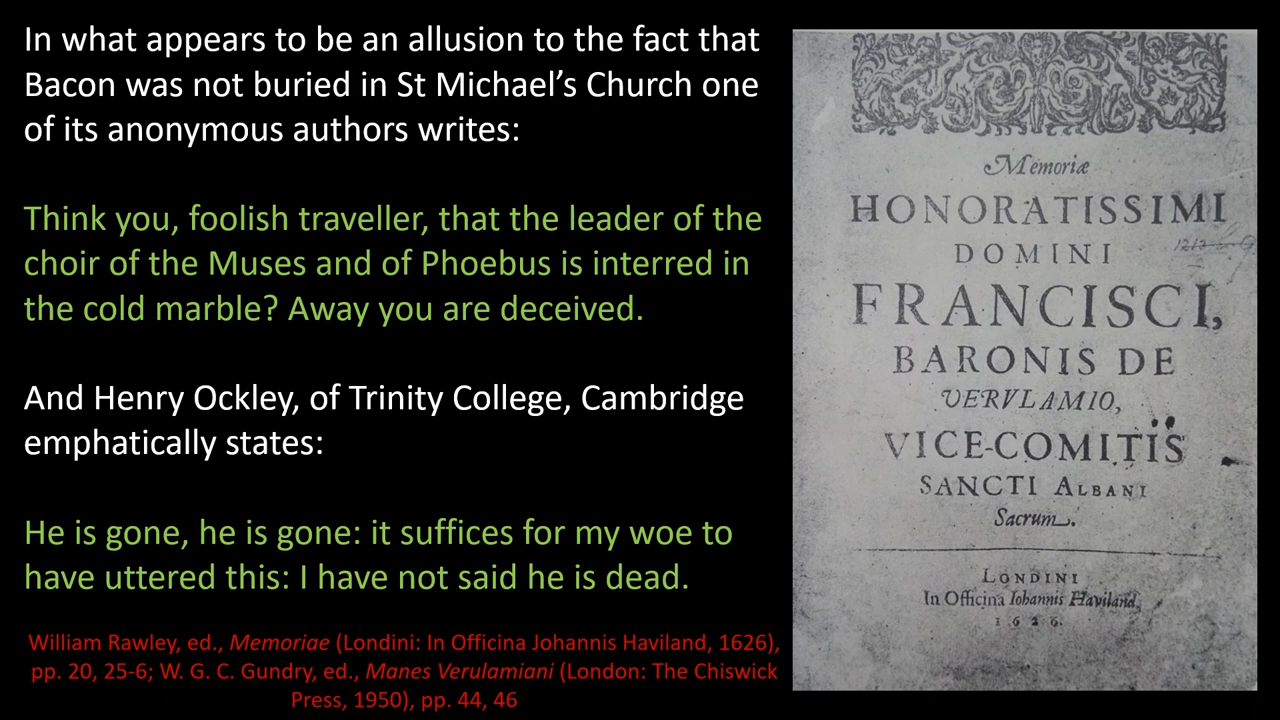 In what appears to be an allusion to the fact that
Bacon was not buried in St Michael’s Church one
of its anonymous authors writes:
Think you, foolish traveller, that the leader of the
choir of the Muses and of Phoebus is interred in
the cold marble? Away you are deceived.
And Henry Ockley, of Trinity College, Cambridge
emphatically states:
He is gone, he is gone: it suffices for my woe to
have uttered this: I have not said he is dead.
William Rawley, ed., Memoriae (Londini: In Officina Johannis Haviland, 1626),
pp. 20, 25-6; W. G. C. Gundry, ed., Manes Verulamiani (London: The Chiswick
Press, 1950), pp. 44, 46
Memoriæ
HONORATISSIMI
DOMINI
FRANCISCI,
BARONIS DE
VERVLAMIO,
VICE-COMITIS
SANCTI ALBANI
Sacrum.
LONDINI
In Officina Iohannis Haviland,
1626.